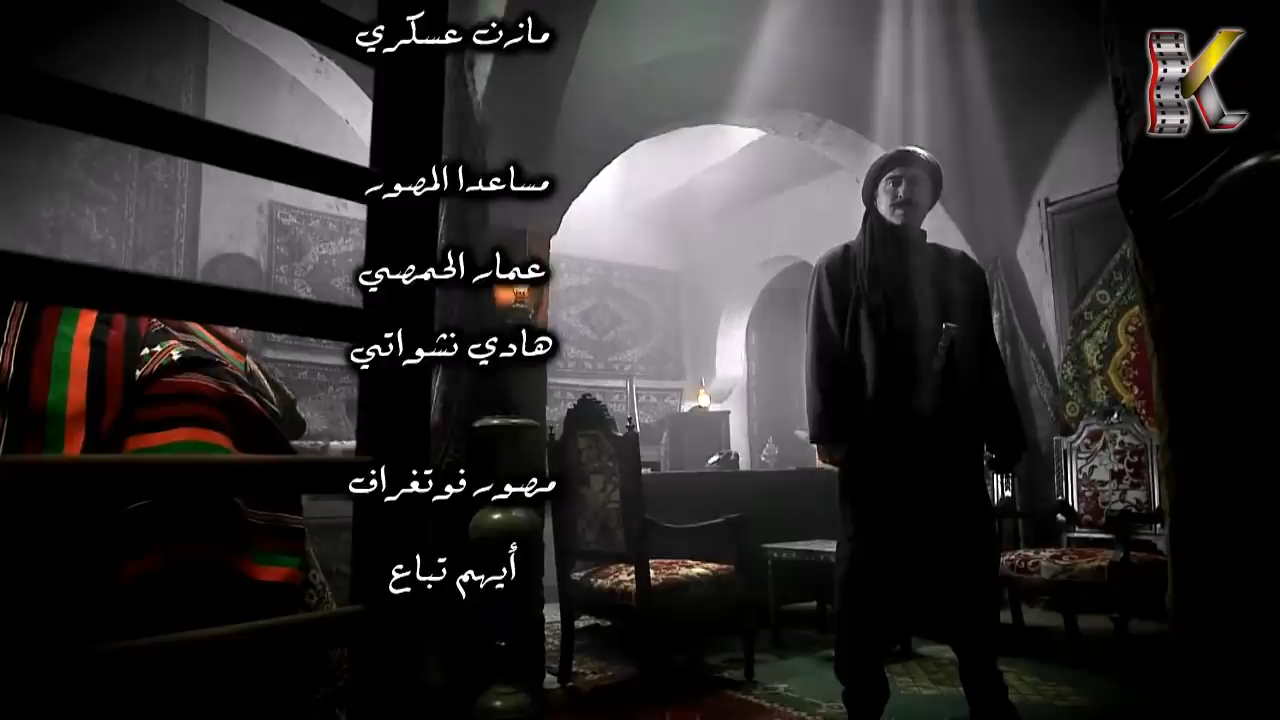 مازن عسكري
مساعدا المصور
عمار الحمصي
هادي نشواتي
مصور فوتغراف
أيهم تباع
K